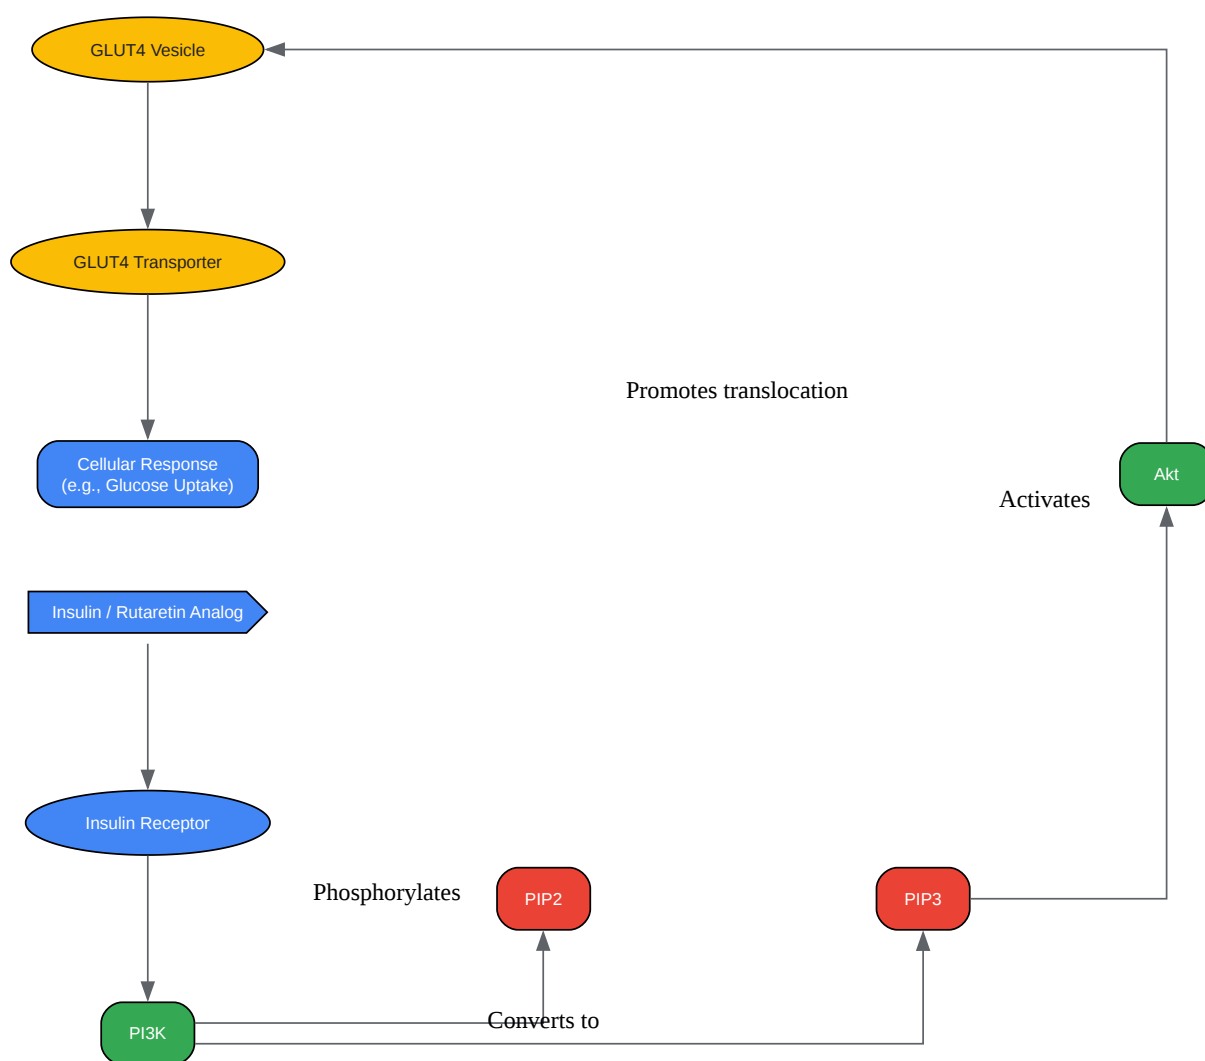 GLUT4 Vesicle
GLUT4 Transporter
Promotes translocation
Cellular Response
(e.g., Glucose Uptake)
Akt
Activates
Insulin / Rutaretin Analog
Insulin Receptor
Phosphorylates
PIP2
PIP3
Converts to
PI3K